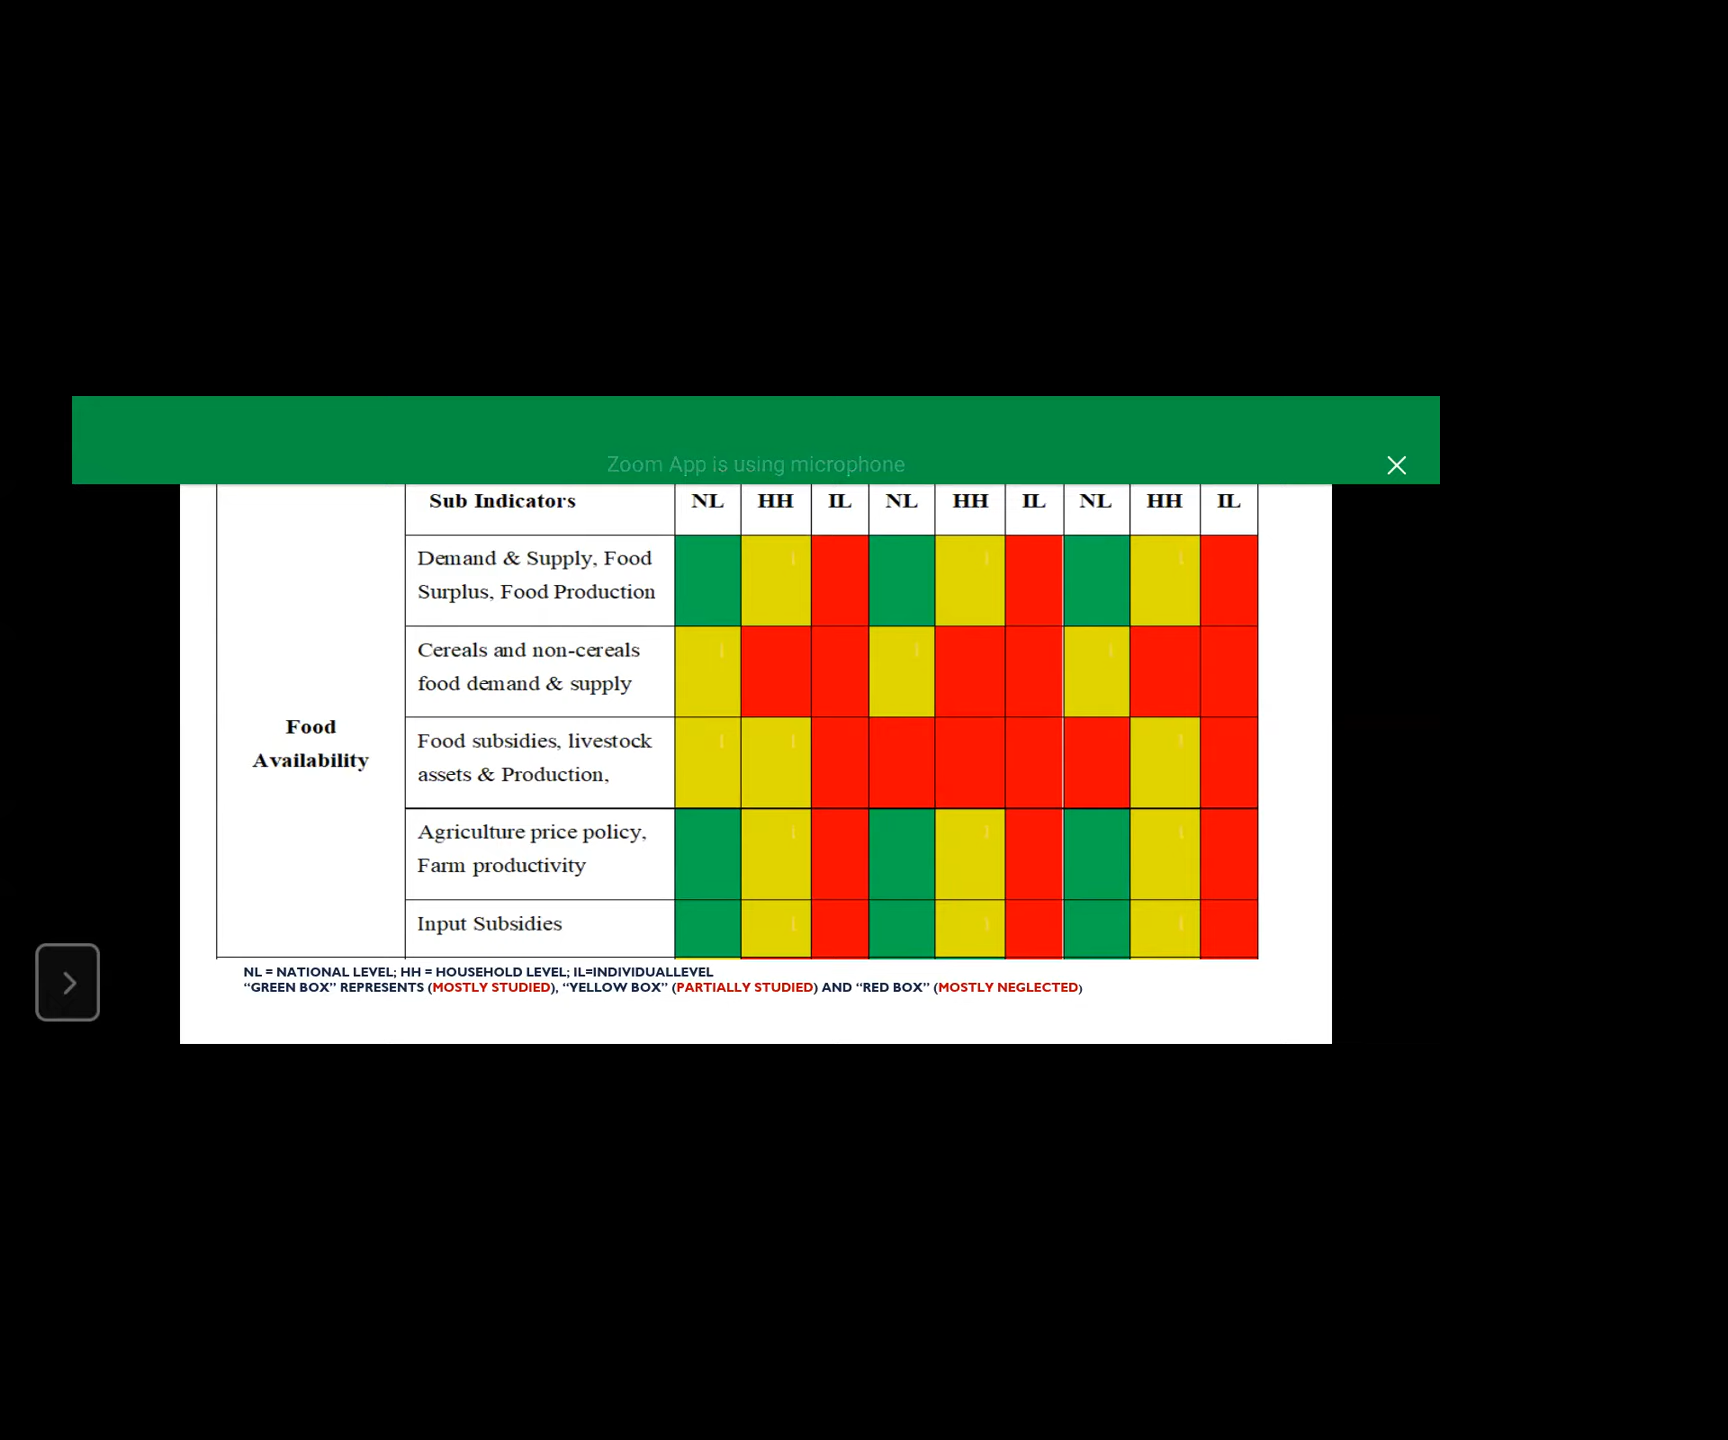 Zoom App is using microphone
Sub Indicators NL HH IL NL HH IL NL HH IL
Demand & Supply, Food
Surplus, Food Production
Cereals and non-cereals
food demand & supply
Food
Availability
Food subsidies, livestock
assets & Production,
Agriculture price policy,
Farm productivity
Input Subsidies
NL = NATIONAL LEVEL; HH = HOUSEHOLD LEVEL; IL=INDIVIDUALLEVEL
“GREEN BOX” REPRESENTS (MOSTLY STUDIED), “YELLOW BOX” (PARTIALLY STUDIED) AND “RED BOX” (MOSTLY NEGLECTED)